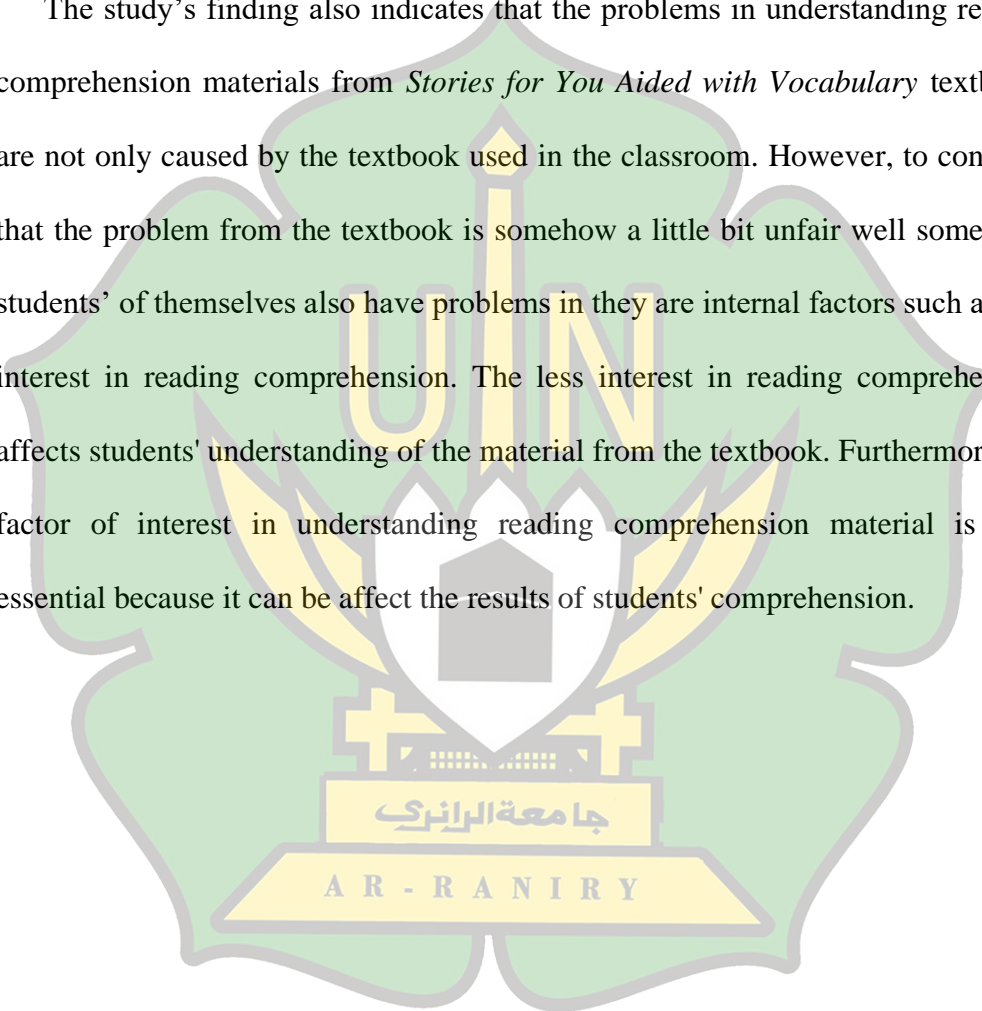 The study’s finding also indicates that the problems in understanding re
comprehension materials from Stories for You Aided with Vocabulary textb
are not only caused by the textbook used in the classroom. However, to con
that the problem from the textbook is somehow a little bit unfair well some
students’ of themselves also have problems in they are internal factors such a
interest in reading comprehension. The less interest in reading comprehe
affects students' understanding of the material from the textbook. Furthermor
factor of interest in understanding reading comprehension material is
essential because it can be affect the results of students' comprehension.
UIN
جامعة الرانري
AR-RANIRY